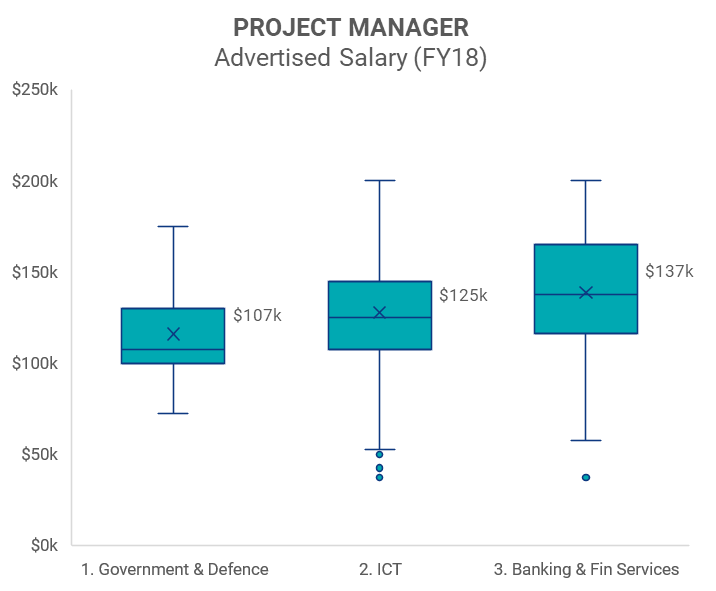 PROJECT MANAGER
Advertised Salary (FY18)
$250k
$200k
$150k
$100k
$50k
$0k
$107k
$125k
$137k
1. Government & Defence
2. ICT
3. Banking & Fin Services